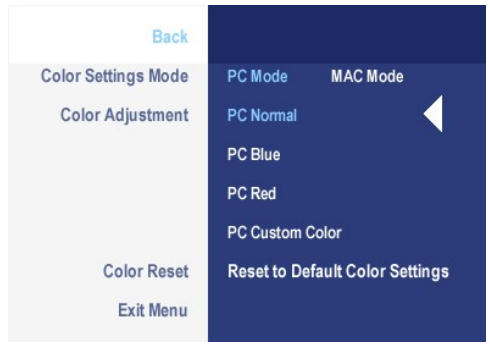 Back
Color Settings Mode PC Mode MAC Mode
Color Adjustment PC Normal
PC Blue
PC Red
PC Custom Color
Color Reset Reset to Default Color Settings
Exit Menu